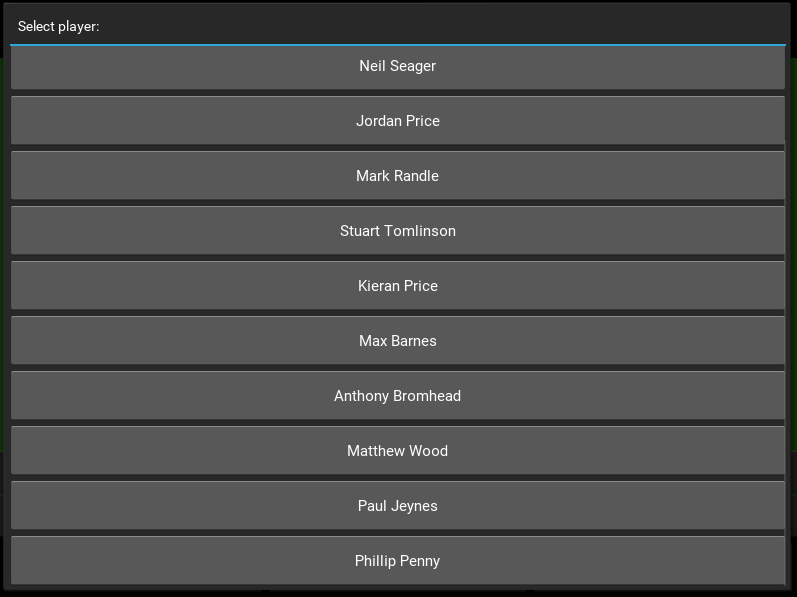 Select player:
Neil Seager
Jordan Price
Mark Randle
Stuart Tomlinson
Kieran Price
Max Barnes
Anthony Bromhead
Matthew Wood
Paul Jeynes
Phillip Penny